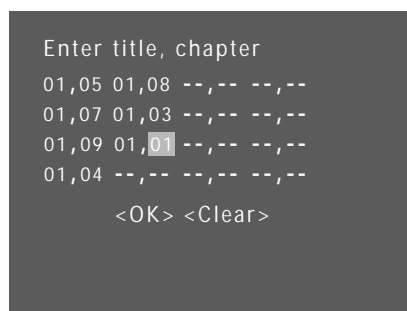 Enter title, chapter
01,05 01,08 --,-- --,--
01,07 01,03 --,-- --,--
01,09 01,01 --,-- --,--
01,04 --,-- --,-- --,--
<OK> <Clear>